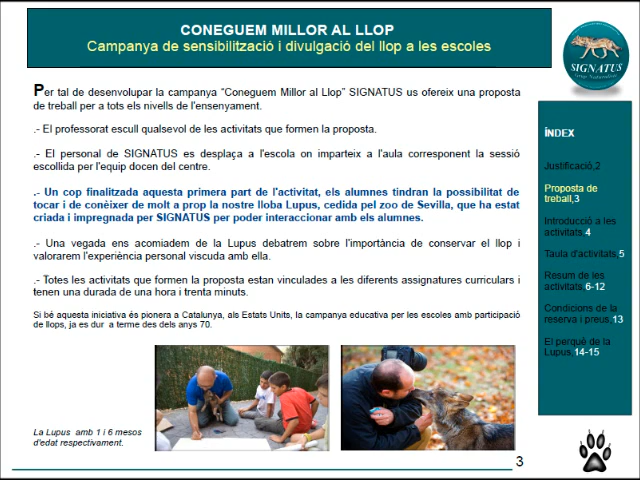 CONEGUEM MILLOR AL LLOP
Campanya de sensibilització i divulgació del llop a les escoles
SIGNATUS
Per tal de desenvolupar la campanya "Coneguem Millor al Llop" SIGNATUS us ofereix una proposta
de treball per a tots els nivells de l'ensenyament.
.- El professorat escull qualsevol de les activitats que formen la proposta.
.- El personal de SIGNATUS es desplaça a l'escola on imparteix a l'aula corresponent la sessió
escollida per l'equip docent del centre.
.- Un cop finalitzada aquesta primera part de l'activitat, els alumnes tindran la possibilitat de
tocar i de conèixer de molt a prop la nostre lloba Lupus, cedida pel zoo de Sevilla, que ha estat
criada i impregnada per SIGNATUS per poder interaccionar amb els alumnes.
.- Una vegada ens acomiadem de la Lupus debatrem sobre l'importància de conservar el llop i
valorarem l'experiència personal viscuda amb ella.
.- Totes les activitats que formen la proposta estan vinculades a les diferents assignatures curriculars i
tenen una durada de una hora i trenta minuts.
Si bé aquesta iniciativa és pionera a Catalunya, als Estats Units, la campanya educativa per les escoles amb participació
de llops, ja es dur a terme des dels anys 70.
La Lupus amb 1 i 6 mesos
d'edat respectivament.
3
ÍNDEX
Justificació,2
Proposta de
treball,3
Introducció a les
activitats,4
Taula d'activitats,5
Resum de les
activitats,6-12
Condicions de la
reserva i preus,13
El perquè de la
Lupus,14-15